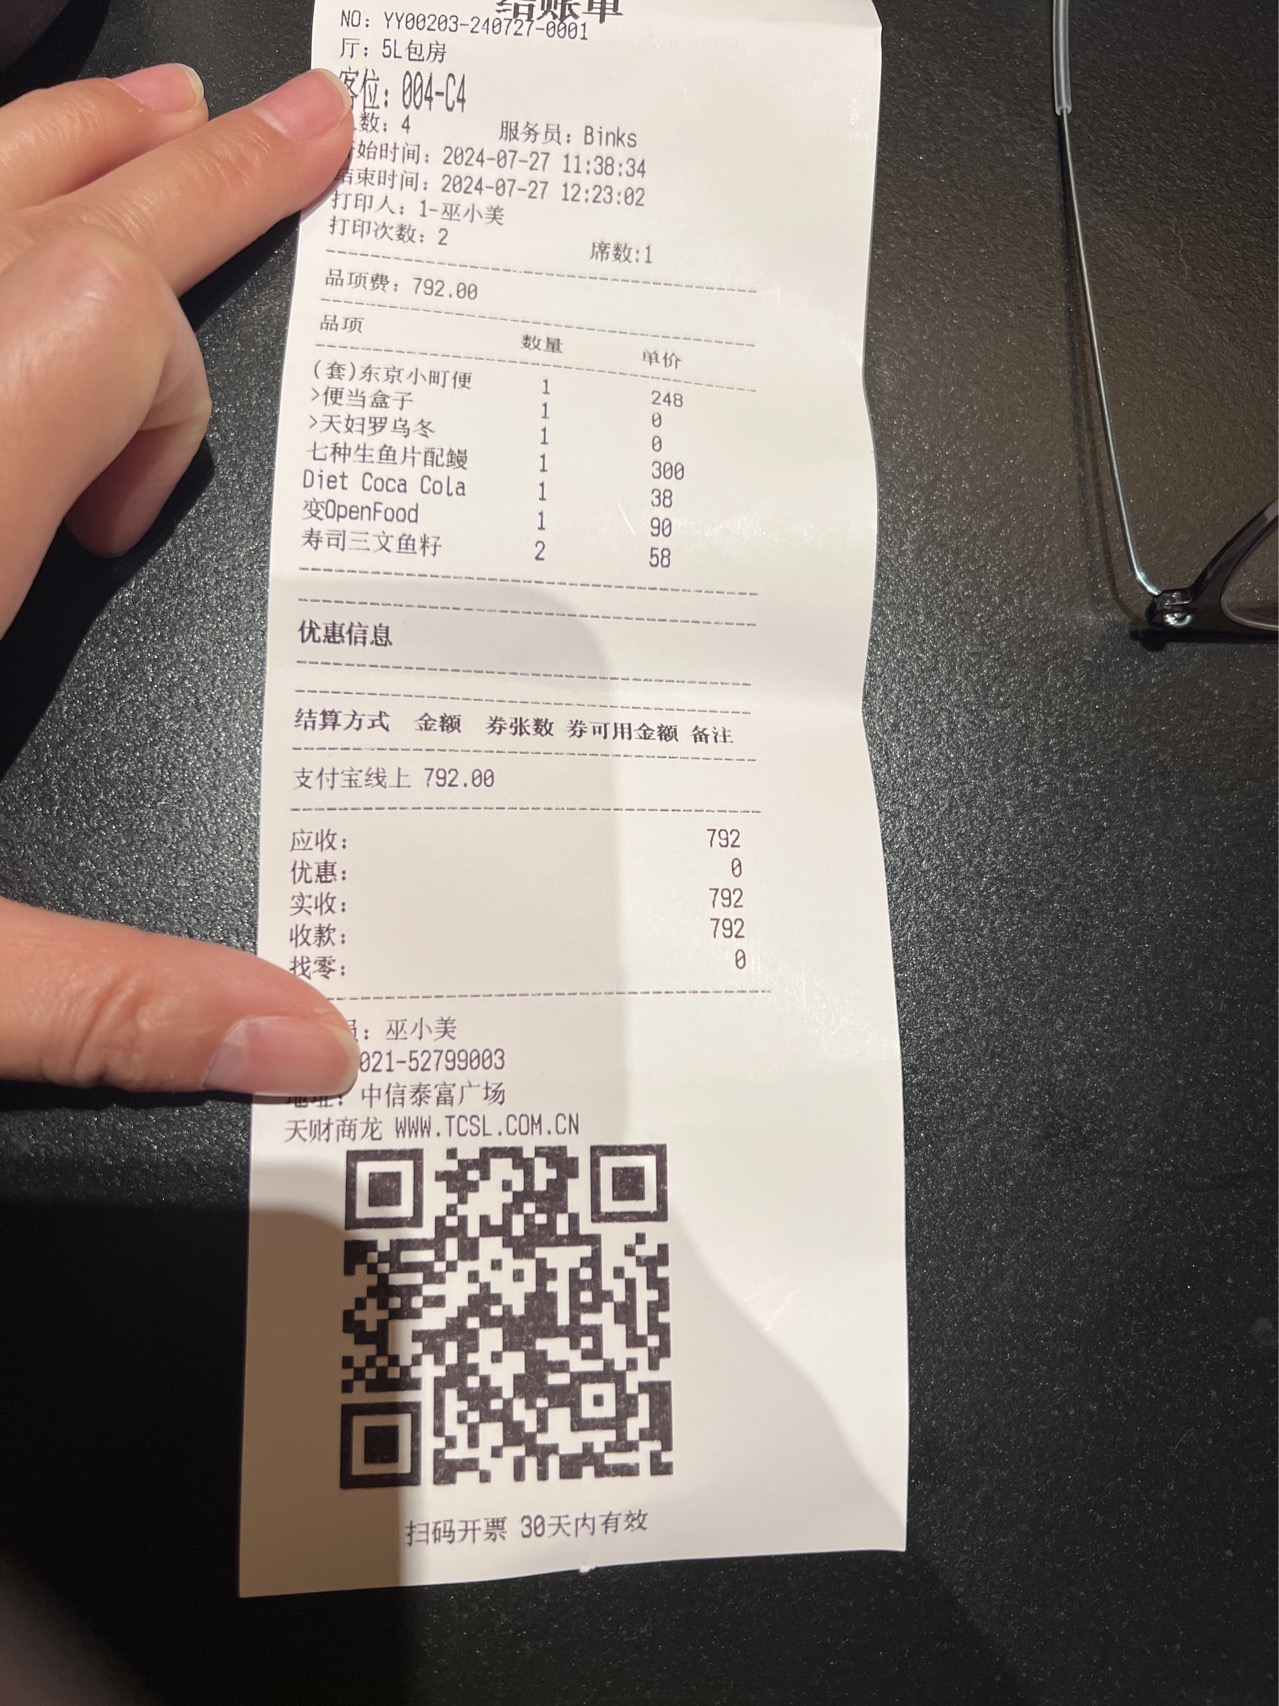 结账单
NO: YY00203-240727-0001
厅: 5L包房
客位: 004-C4
数: 4 服务员: Binks
开始时间: 2024-07-27 11:38:34
结束时间: 2024-07-27 12:23:02
打印人: 1-巫小美
打印次数: 2 席数:1
品项费: 792.00
品项 数量 单价
(套)东京小町便 1 248
>便当盒子 1 0
>天妇罗乌冬 1 0
七种生鱼片配鳗 1 300
Diet Coca Cola 1 38
变OpenFood 1 90
寿司三文鱼籽 2 58
优惠信息
结算方式 金额 券张数 券可用金额 备注
支付宝线上 792.00
应收: 792
优惠: 0
实收: 792
收款: 792
找零: 0
员: 巫小美
021-52799003
地址: 中信泰富广场
天财商龙 WWW.TCSL.COM.CN
扫码开票 30天内有效